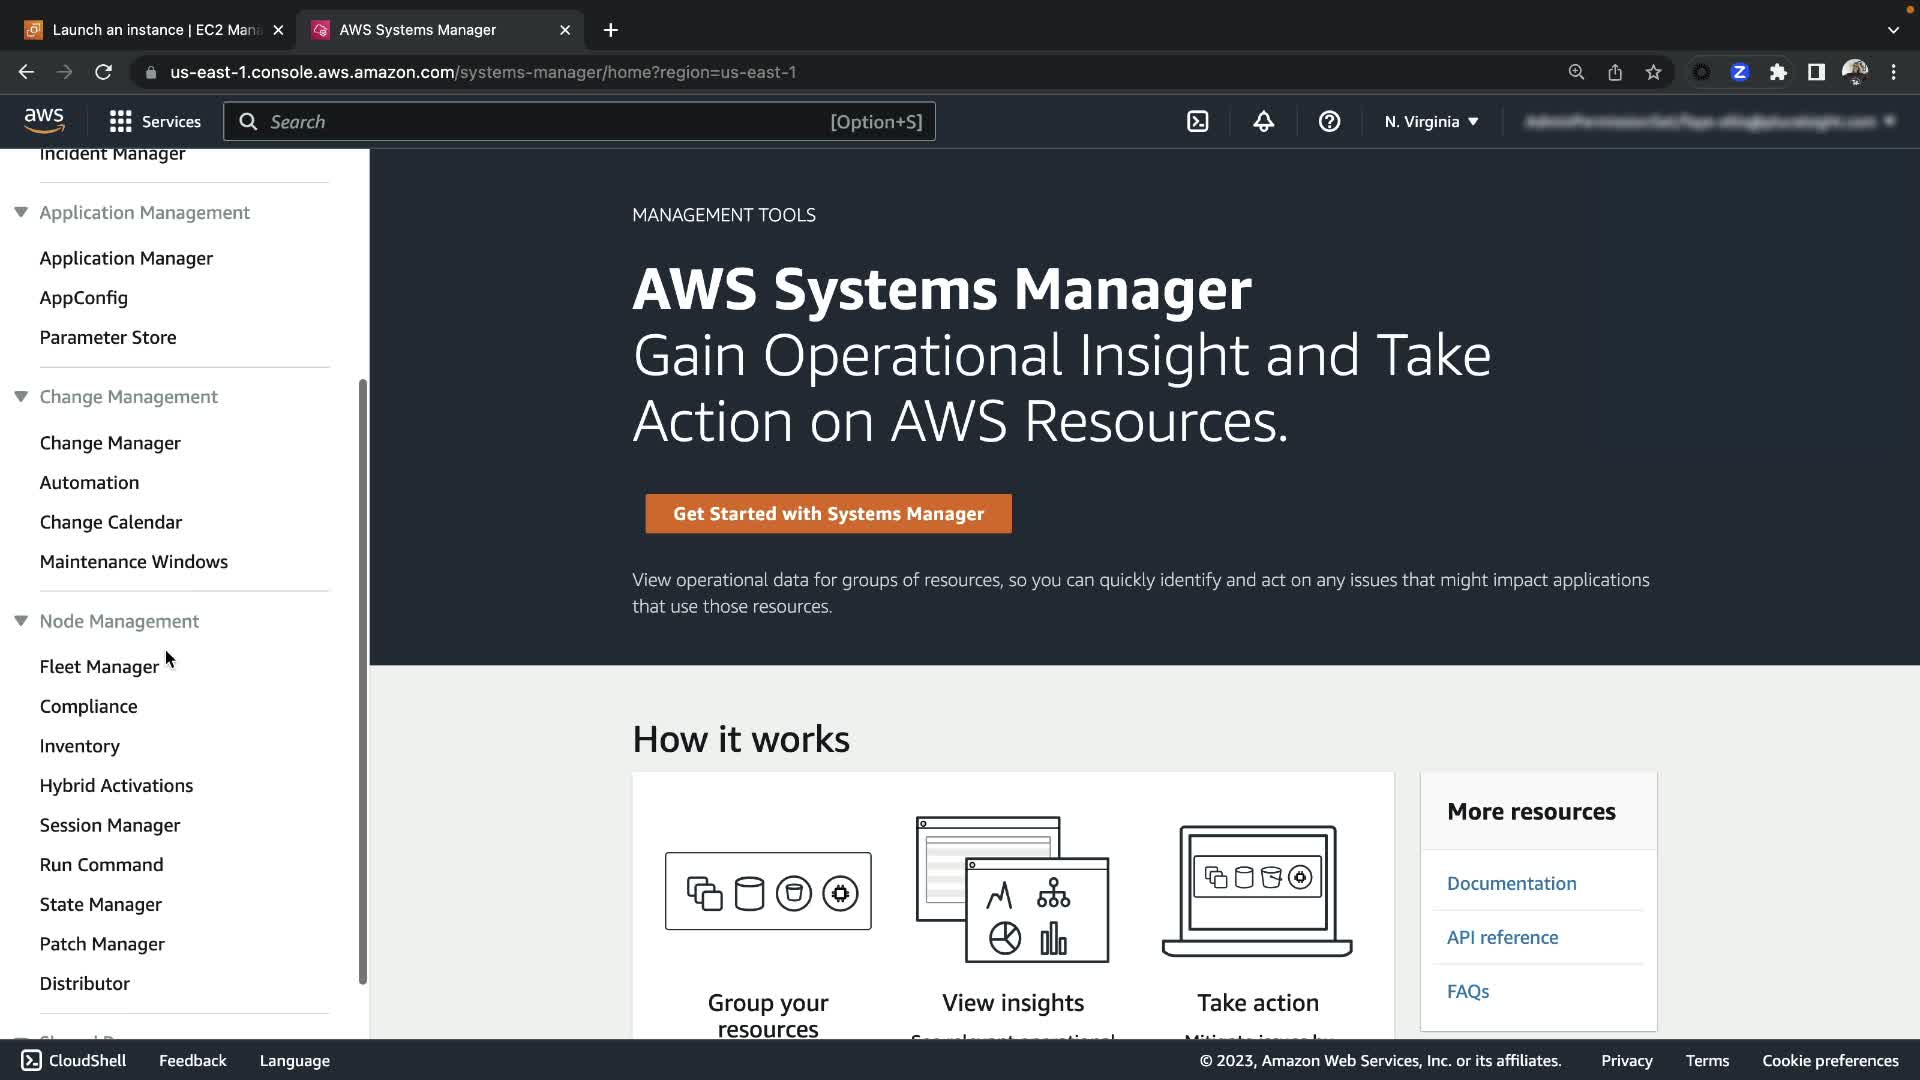 Launch an instance | EC2 Mana
AWS Systems Manager
us-east-1.console.aws.amazon.com/systems-manager/home?region=us-east-1
aws
Services
Search
[Option+S]
N. Virginia
Incident Manager
Application Management
Application Manager
AppConfig
Parameter Store
Change Management
Change Manager
Automation
Change Calendar
Maintenance Windows
Node Management
Fleet Manager
Compliance
Inventory
Hybrid Activations
Session Manager
Run Command
State Manager
Patch Manager
Distributor
MANAGEMENT TOOLS
AWS Systems Manager
Gain Operational Insight and Take
Action on AWS Resources.
Get Started with Systems Manager
View operational data for groups of resources, so you can quickly identify and act on any issues that might impact applications
that use those resources.
How it works
Group your
resources
View insights
Take action
More resources
Documentation
API reference
FAQs
CloudShell
Feedback
Language
© 2023, Amazon Web Services, Inc. or its affiliates.
Privacy
Terms
Cookie preferences